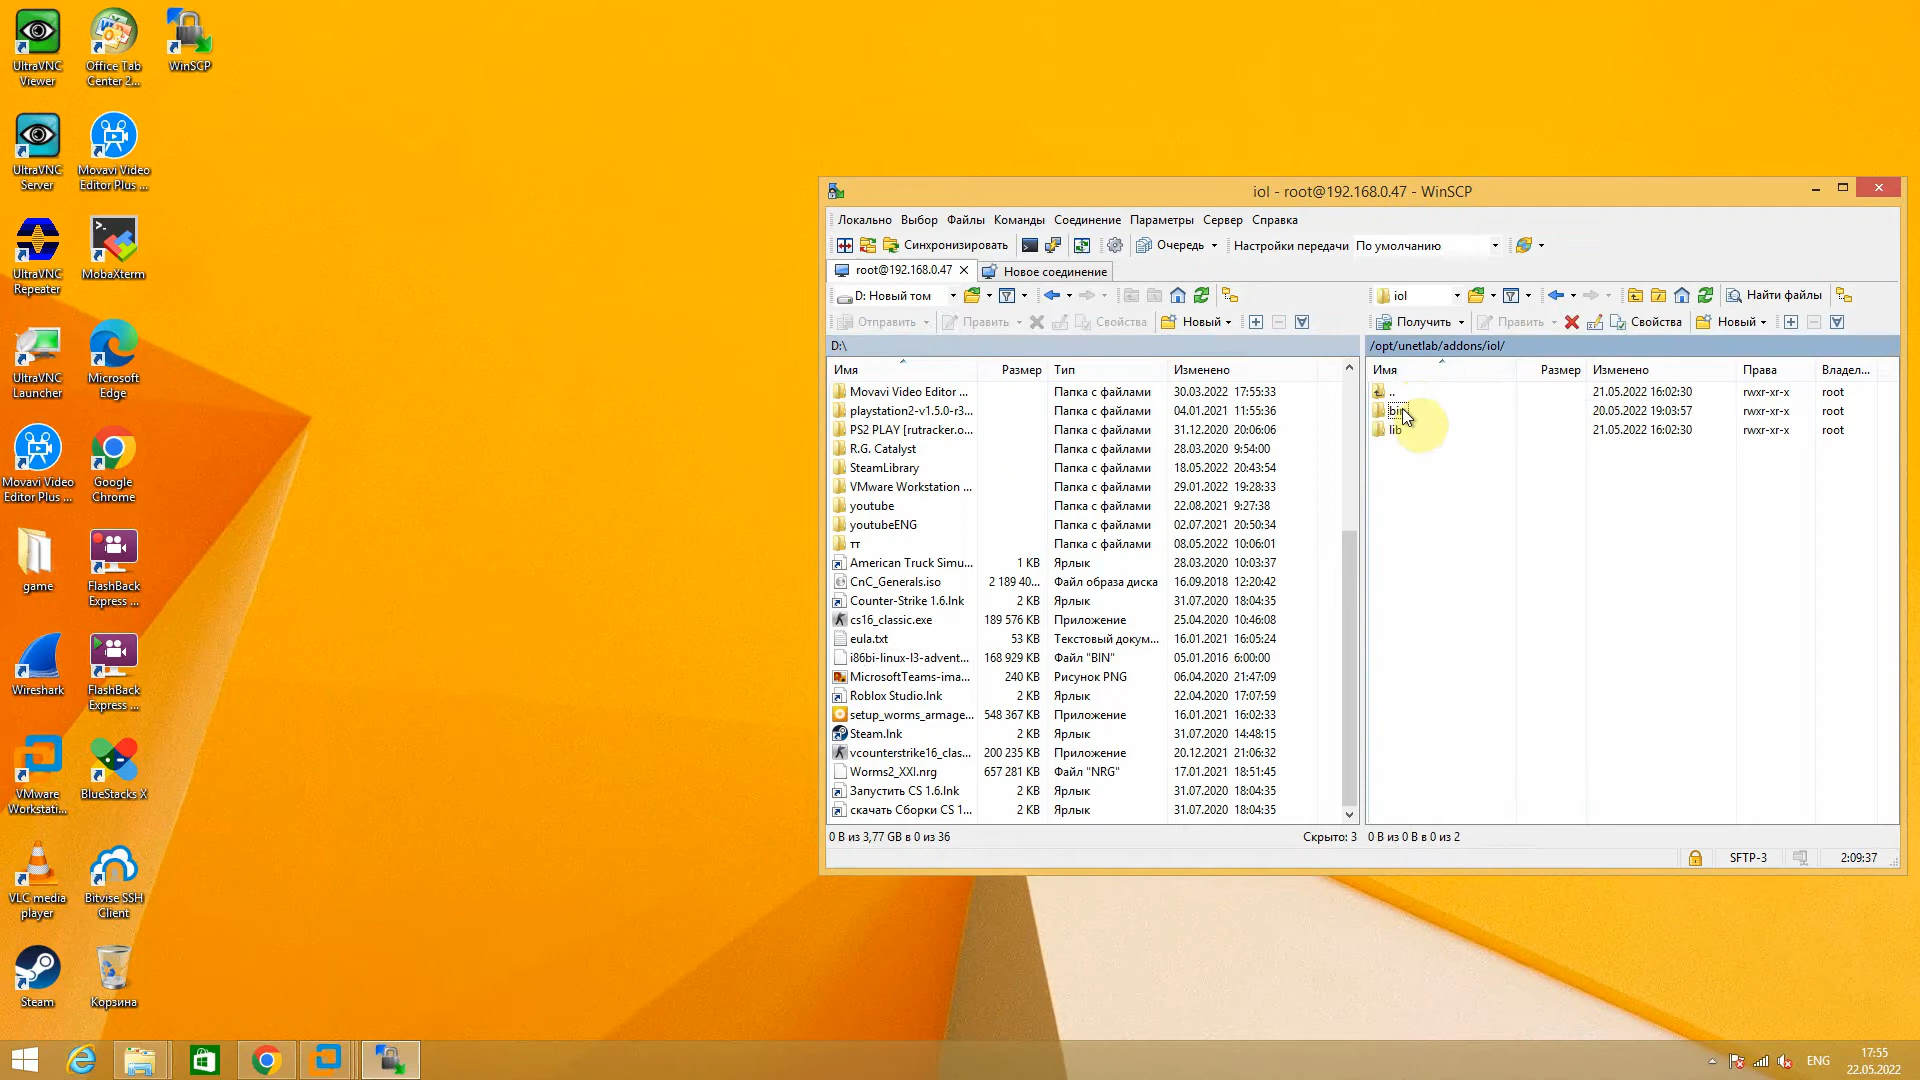 UltraVNC Viewer
Office Tab Center 2...
WinSCP
UltraVNC Server
Movavi Video Editor Plus ...
UltraVNC Repeater
MobaXterm
UltraVNC Launcher
Microsoft Edge
Movavi Video Editor Plus ...
Google Chrome
game
FlashBack Express ...
Wireshark
FlashBack Express ...
VMware Workstati...
BlueStacks X
VLC media player
Bitvise SSH Client
Steam
Корзина
iol - root@192.168.0.47 - WinSCP
Локально Выбор Файлы Команды Соединение Параметры Сервер Справка
Синхронизировать Очередь Настройки передачи По умолчанию
root@192.168.0.47 Новое соединение
D: Новый том
iol Найти файлы
Отправить Править Свойства Новый
Получить Править Свойства Новый
D:\
/opt/unetlab/addons/iol/
Имя Размер Тип Изменено
Movavi Video Editor ... Папка с файлами 30.03.2022 17:55:33
playstation2-v1.5.0-r3... Папка с файлами 04.01.2021 11:55:36
PS2 PLAY [rutracker.o... Папка с файлами 31.12.2020 20:06:06
R.G. Catalyst Папка с файлами 28.03.2020 9:54:00
SteamLibrary Папка с файлами 18.05.2022 20:43:54
VMware Workstation ... Папка с файлами 29.01.2022 19:28:33
youtube Папка с файлами 22.08.2021 9:27:38
youtubeENG Папка с файлами 02.07.2021 20:50:34
тт Папка с файлами 08.05.2022 10:06:01
American Truck Simu... 1 KB Ярлык 28.03.2020 10:03:37
CnC_Generals.iso 2 189 40... Файл образа диска 16.09.2018 12:20:42
Counter-Strike 1.6.lnk 2 KB Ярлык 31.07.2020 18:04:35
cs16_classic.exe 189 576 KB Приложение 25.04.2020 10:46:08
eula.txt 53 KB Текстовый докум... 16.01.2021 16:05:24
i86bi-linux-l3-advent... 168 929 KB Файл "BIN" 05.01.2016 6:00:00
MicrosoftTeams-ima... 240 KB Рисунок PNG 06.04.2020 21:47:09
Roblox Studio.lnk 2 KB Ярлык 22.04.2020 17:07:59
setup_worms_armage... 548 367 KB Приложение 16.01.2021 16:02:33
Steam.lnk 2 KB Ярлык 31.07.2020 14:48:15
vcounterstrike16_clas... 200 235 KB Приложение 20.12.2021 21:06:32
Worms2_XXI.nrg 657 281 KB Файл "NRG" 17.01.2021 18:51:45
Запустить CS 1.6.lnk 2 KB Ярлык 31.07.2020 18:04:35
скачать Сборки CS 1... 2 KB Ярлык 31.07.2020 18:04:35
0 B из 3,77 GB в 0 из 36 Скрыто: 3
Имя Размер Изменено Права Владел...
.. 21.05.2022 16:02:30 rwxr-xr-x root
bin 20.05.2022 19:03:57 rwxr-xr-x root
lib 21.05.2022 16:02:30 rwxr-xr-x root
0 B из 0 B в 0 из 2
SFTP-3 2:09:37
ENG
17:55
22.05.2022